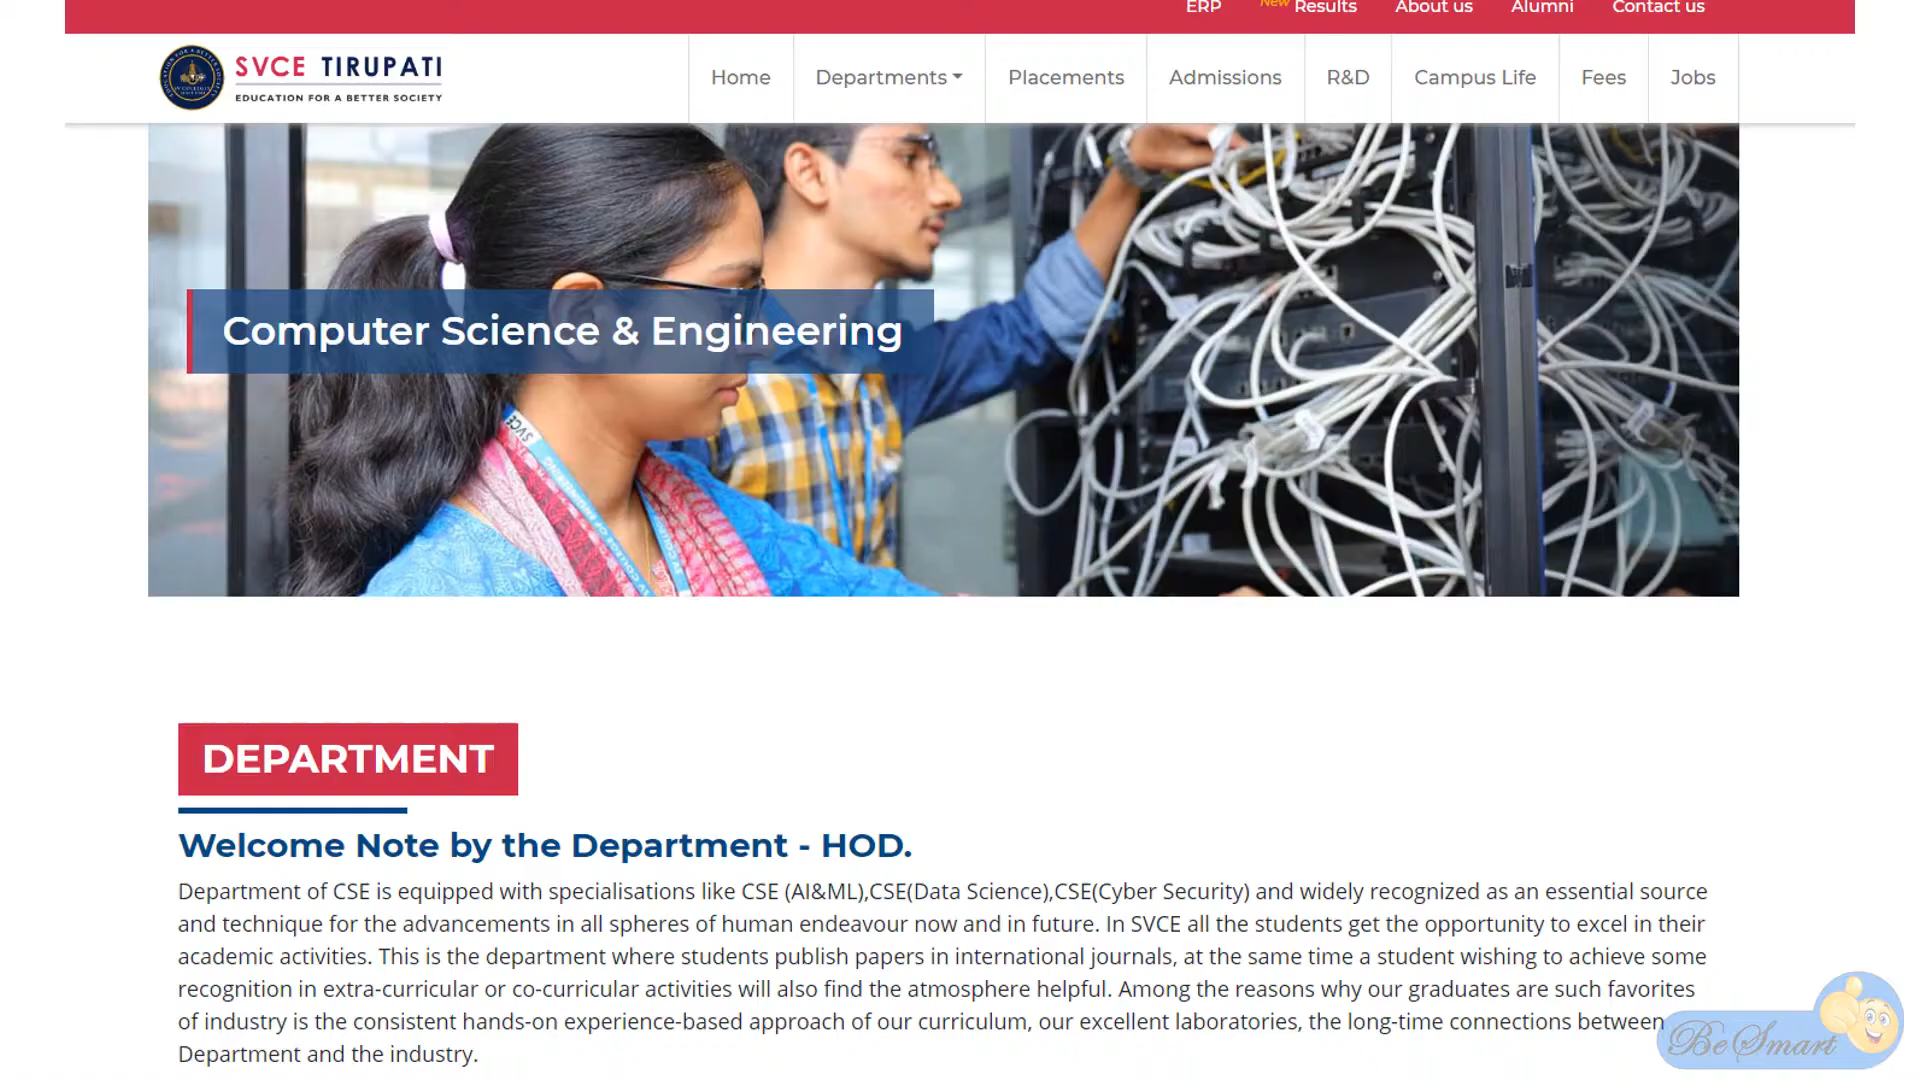 ERP New Results About us Alumni Contact us
SVCE TIRUPATI
EDUCATION FOR A BETTER SOCIETY
Home Departments Placements Admissions R&D Campus Life Fees Jobs
Computer Science & Engineering
SVCE
DEPARTMENT
Welcome Note by the Department - HOD.
Department of CSE is equipped with specialisations like CSE (AI&ML),CSE(Data Science),CSE(Cyber Security) and widely recognized as an essential source
and technique for the advancements in all spheres of human endeavour now and in future. In SVCE all the students get the opportunity to excel in their
academic activities. This is the department where students publish papers in international journals, at the same time a student wishing to achieve some
recognition in extra-curricular or co-curricular activities will also find the atmosphere helpful. Among the reasons why our graduates are such favorites
of industry is the consistent hands-on experience-based approach of our curriculum, our excellent laboratories, the long-time connections between
Department and the industry.
Be Smart